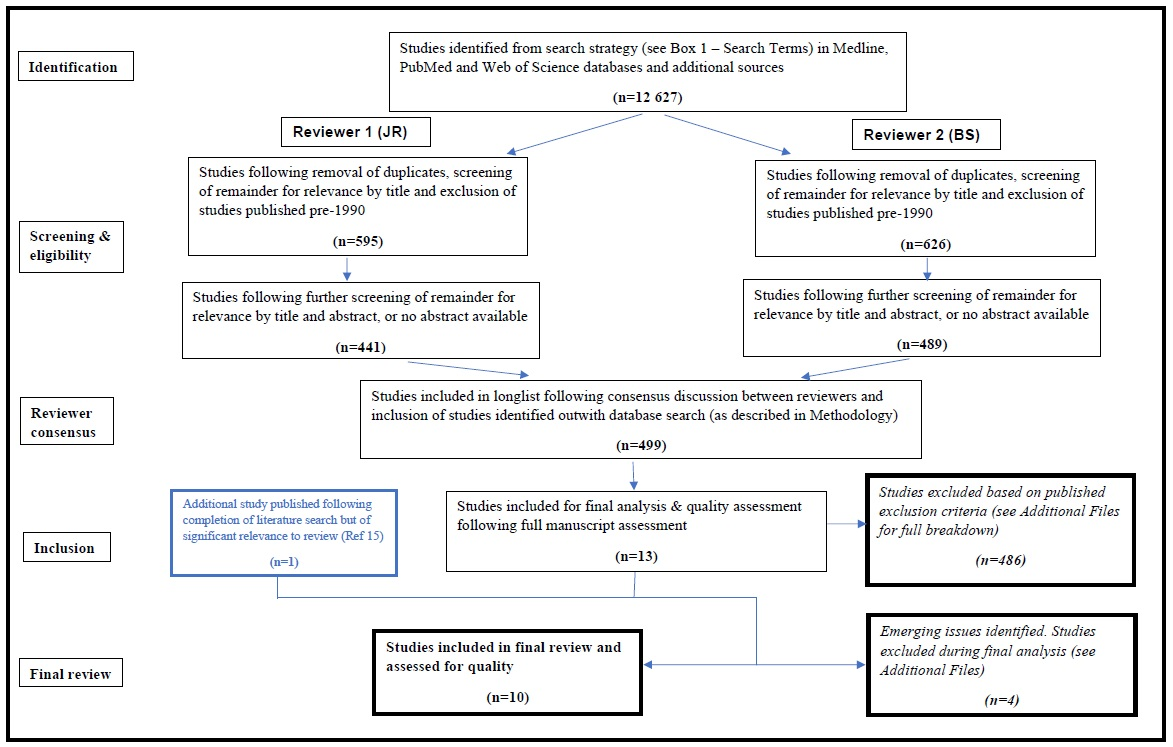 Identification
Studies identified from search strategy (see Box 1 – Search Terms) in Medline,
PubMed and Web of Science databases and additional sources
(n=12 627)
Reviewer 1 (JR)
Reviewer 2 (BS)
Screening &
eligibility
Studies following removal of duplicates, screening
of remainder for relevance by title and exclusion of
studies published pre-1990
(n=595)
Studies following removal of duplicates, screening
of remainder for relevance by title and exclusion of
studies published pre-1990
(n=626)
Studies following further screening of remainder for
relevance by title and abstract, or no abstract available
(n=441)
Studies following further screening of remainder for
relevance by title and abstract, or no abstract available
(n=489)
Reviewer
consensus
Studies included in longlist following consensus discussion between reviewers and
inclusion of studies identified outwith database search (as described in Methodology)
(n=499)
Inclusion
Additional study published following
completion of literature search but of
significant relevance to review (Ref 15)
(n=1)
Studies included for final analysis & quality assessment
following full manuscript assessment
(n=13)
Studies excluded based on published
exclusion criteria (see Additional Files
for full breakdown)
(n=486)
Final review
Studies included in final review and
assessed for quality
(n=10)
Emerging issues identified. Studies
excluded during final analysis (see
Additional Files)
(n=4)